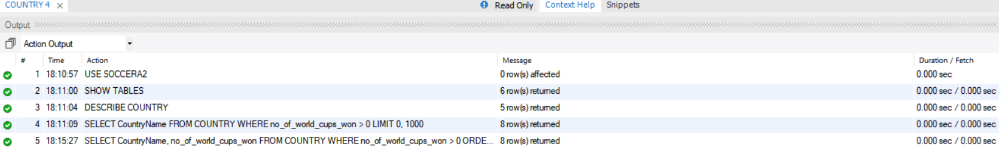 COUNTRY 4 × Read Only Context Help Snippets
Output
Action Output
# Time Action Message Duration / Fetch
1 18:10:57 USE SOCCERA2 0 row(s) affected 0.000 sec
2 18:11:00 SHOW TABLES 6 row(s) returned 0.000 sec / 0.000 sec
3 18:11:04 DESCRIBE COUNTRY 5 row(s) returned 0.000 sec / 0.000 sec
4 18:11:09 SELECT CountryName FROM COUNTRY WHERE no_of_world_cups_won > 0 LIMIT 0, 1000 8 row(s) returned 0.000 sec / 0.000 sec
5 18:15:27 SELECT CountryName, no_of_world_cups_won FROM COUNTRY WHERE no_of_world_cups_won > 0 ORDE... 8 row(s) returned 0.000 sec / 0.000 sec